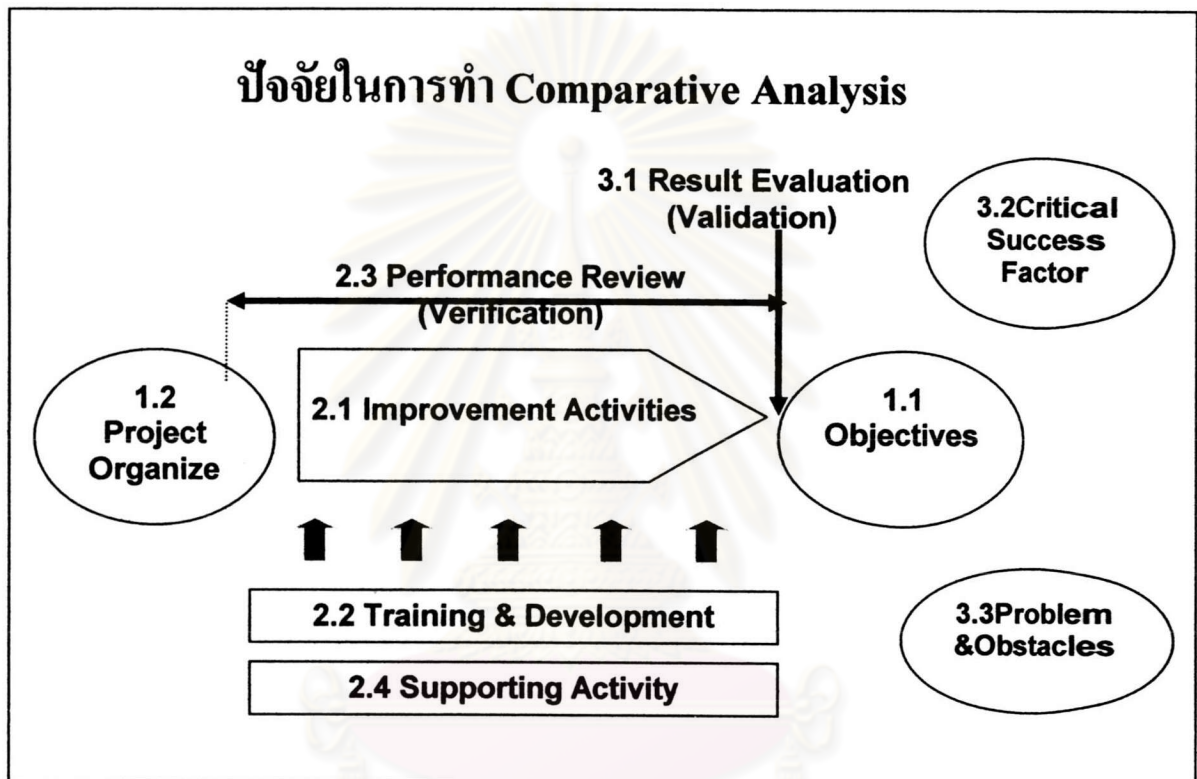 ปัจจัยในการทำ Comparative Analysis
3.1 Result Evaluation
(Validation)
3.2Critical
Success
Factor
2.3 Performance Review
(Verification)
1.2
Project
Organize
2.1 Improvement Activities
1.1
Objectives
2.2 Training & Development
2.4 Supporting Activity
3.3Problem
&Obstacles